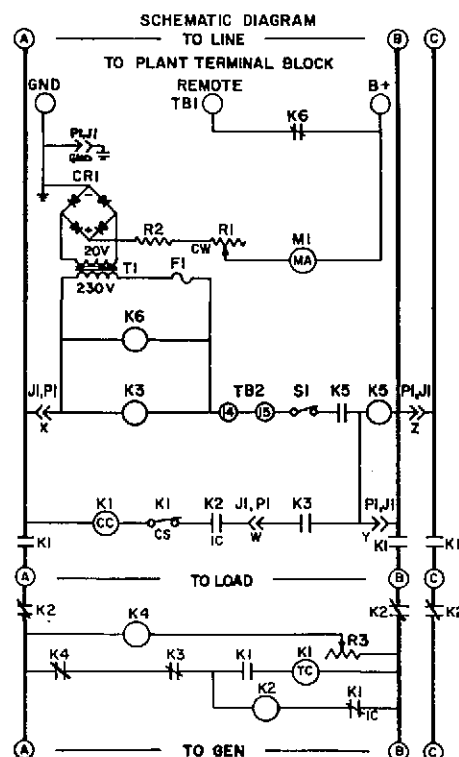 SCHEMATIC DIAGRAM
A TO LINE B C
TO PLANT TERMINAL BLOCK
GND REMOTE B+
TB1
K6
P1,J1
GND
CR1
- +
R2 R1
CW
M1
MA
20V
T1 F1
230V
K6
J1,P1 K3 TB2 S1 K5 K5 P1,J1
14 15
X Z
K1 K1 K2 J1,P1 K3 P1,J1
CC CS IC W Y
K1 K1 K1
A TO LOAD B C
K2 K4 K2 K2
R3
K4 K3 K1 K1
TC
K2 K1
IC
A TO GEN B C